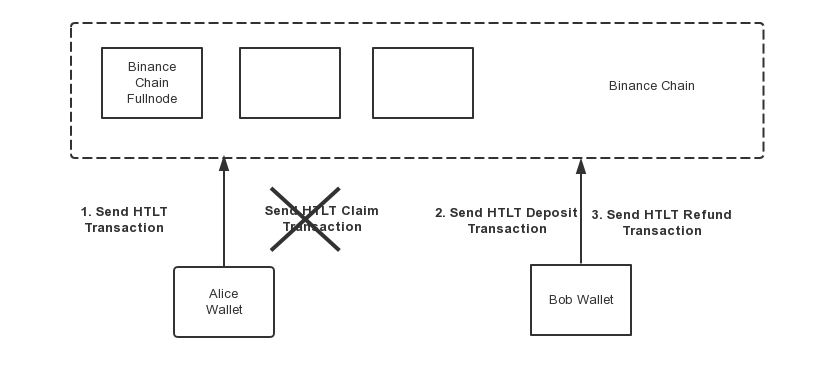 Binance
Chain
Fullnode
Binance Chain
1. Send HTLT
Transaction
Send HTLT Claim
Transaction
2. Send HTLT Deposit
Transaction
3. Send HTLT Refund
Transaction
Alice
Wallet
Bob Wallet